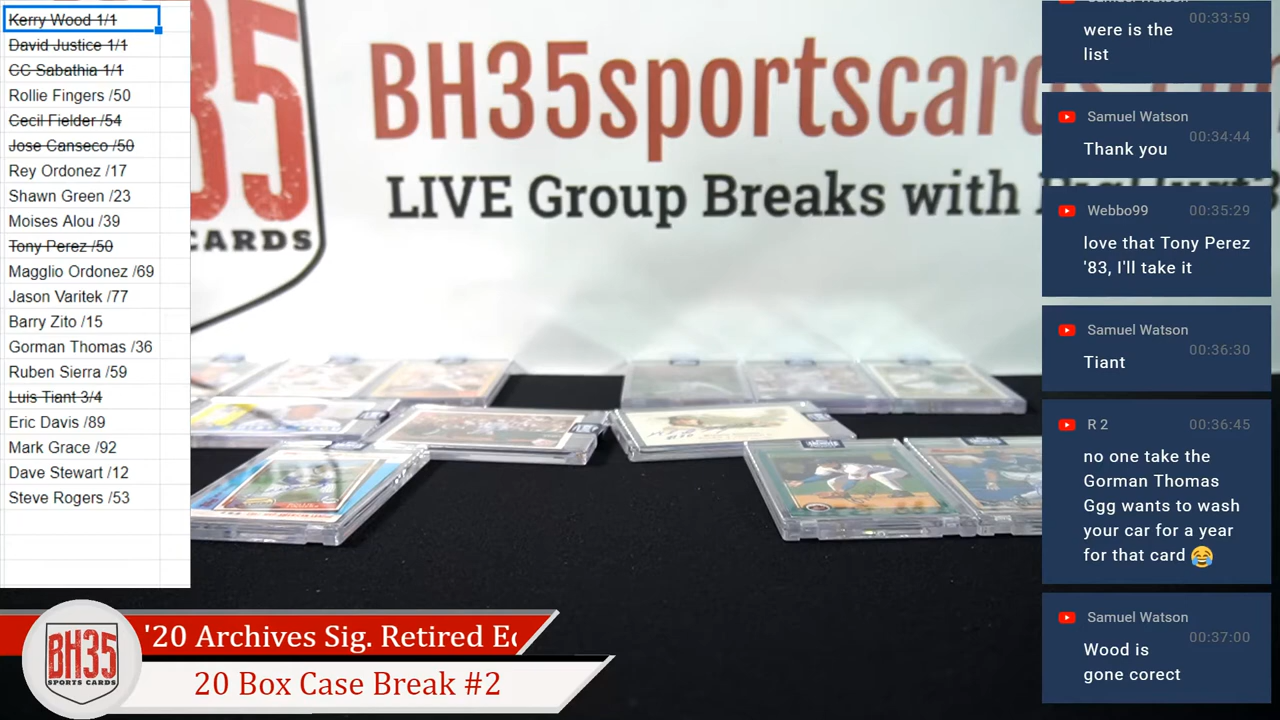 Kerry Wood 1/1
David Justice 1/1
CC Sabathia 1/1
Rollie Fingers /50
Cecil Fielder /54
Jose Canseco /50
Rey Ordonez /17
Shawn Green /23
Moises Alou /39
Tony Perez /50
Magglio Ordonez /69
Jason Varitek /77
Barry Zito /15
Gorman Thomas /36
Ruben Sierra /59
Luis Tiant 3/4
Eric Davis /89
Mark Grace /92
Dave Stewart /12
Steve Rogers /53
35
CARDS
BH35sportscards.com
LIVE Group Breaks with
00:33:59
were is the
list
Samuel Watson
00:34:44
Thank you
Webbo99 00:35:29
love that Tony Perez
'83, I'll take it
Samuel Watson
00:36:30
Tiant
R 2 00:36:45
no one take the
Gorman Thomas
Ggg wants to wash
your car for a year
for that card 😂
Samuel Watson
00:37:00
Wood is
gone corect
BH35
SPORTS CARDS
'20 Archives Sig. Retired Ec
20 Box Case Break #2